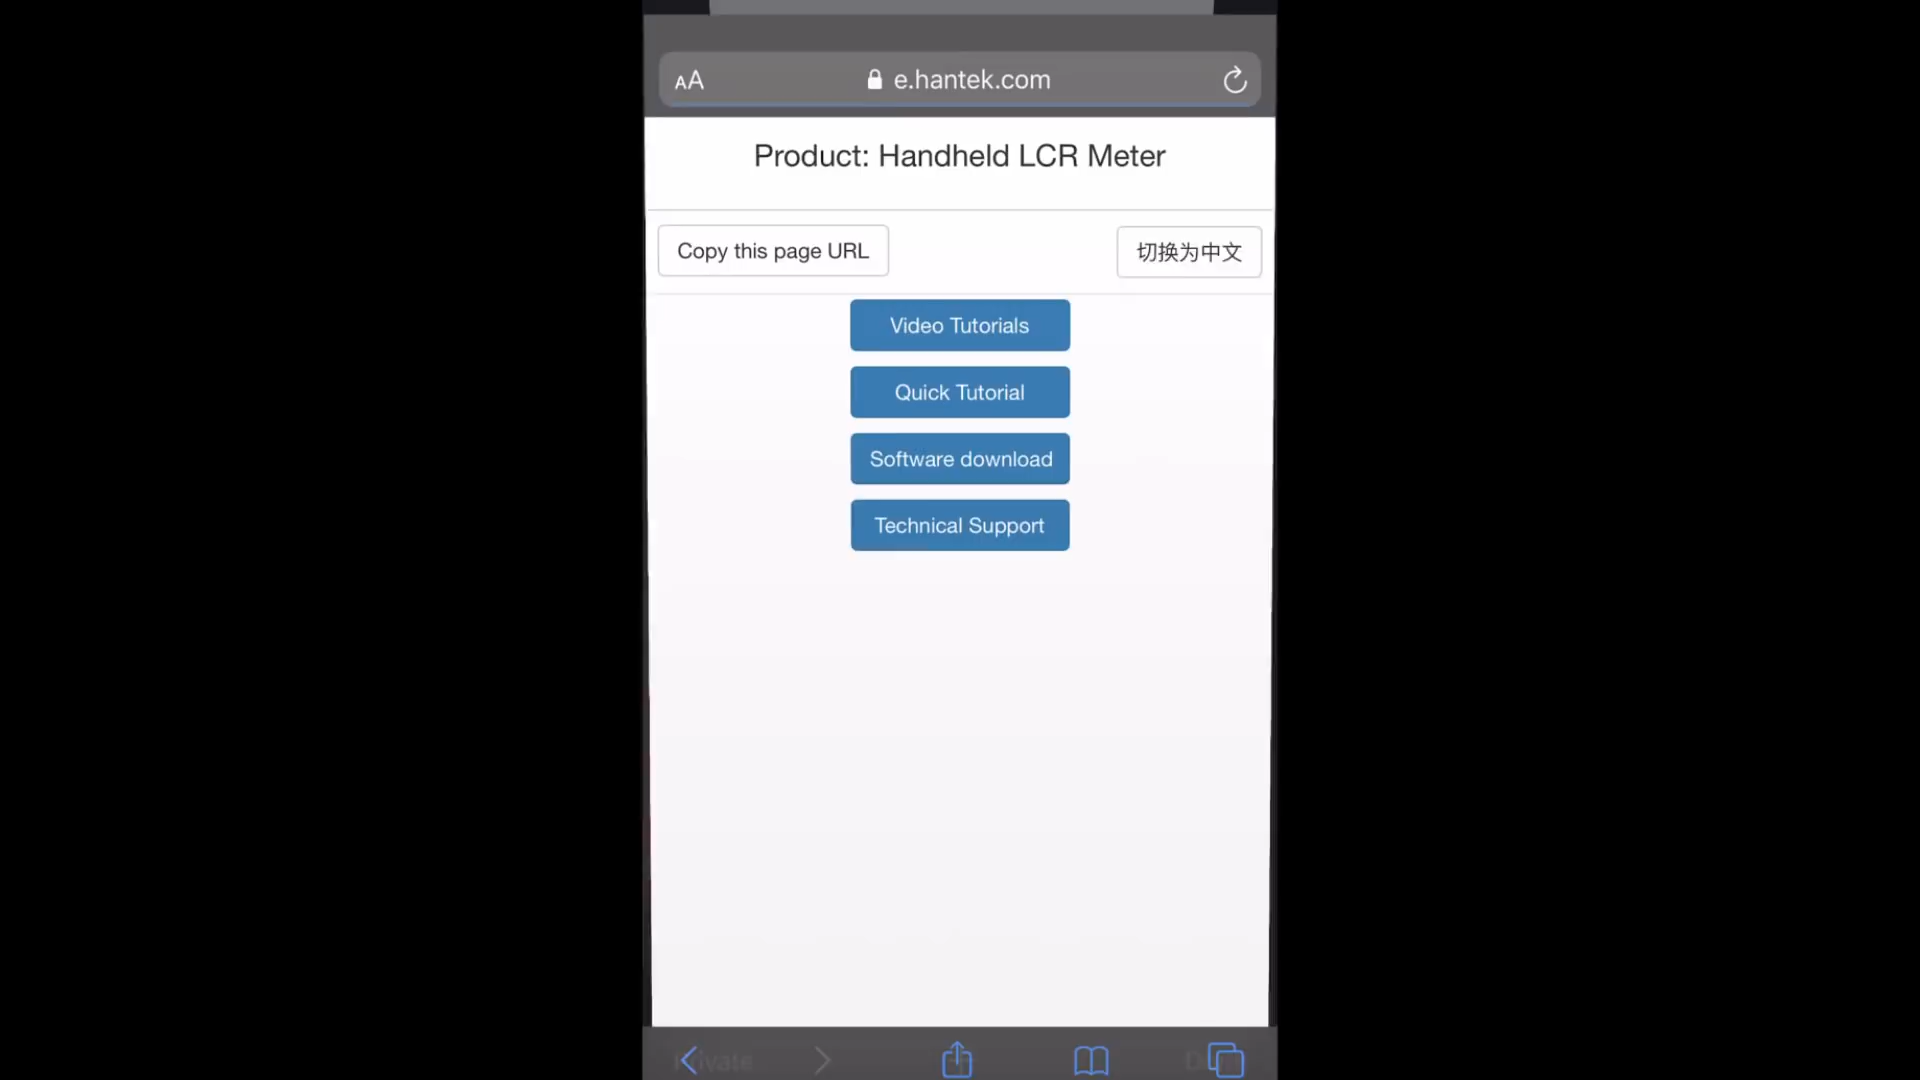 AA e.hantek.com
Product: Handheld LCR Meter
Copy this page URL
切换为中文
Video Tutorials
Quick Tutorial
Software download
Technical Support
Private